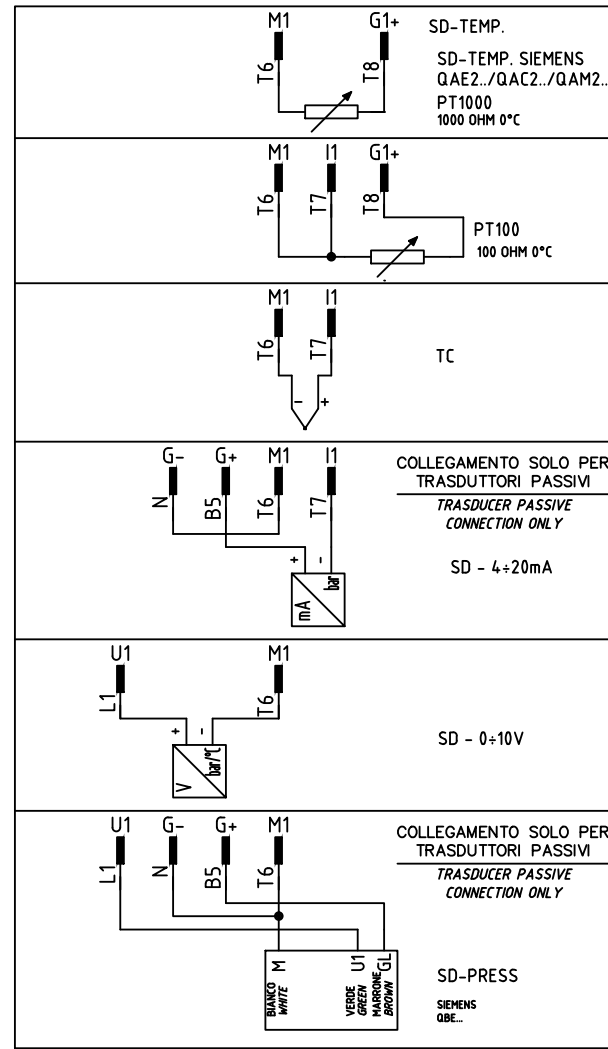 M1 G1+ SD-TEMP.
T6 T8 SD-TEMP. SIEMENS
QAE2../QAC2../QAM2..
PT1000
1000 OHM 0°C
M1 I1 G1+
T6 T7 T8
PT100
100 OHM 0°C
M1 I1
T6 T7
TC
- +
G- G+ M1 I1
N B5 T6 T7
COLLEGAMENTO SOLO PER
TRASDUTTORI PASSIVI
TRASDUCER PASSIVE
CONNECTION ONLY
+ -
mA bar
SD - 4÷20mA
U1 M1
L1 T6
+ -
V bar/°C
SD - 0÷10V
U1 G- G+ M1
L1 N B5 T6
COLLEGAMENTO SOLO PER
TRASDUTTORI PASSIVI
TRASDUCER PASSIVE
CONNECTION ONLY
M U1 GL
BIANCO
WHITE
VERDE
GREEN
MARRONE
BROWN
SD-PRESS
SIEMENS
QBE...